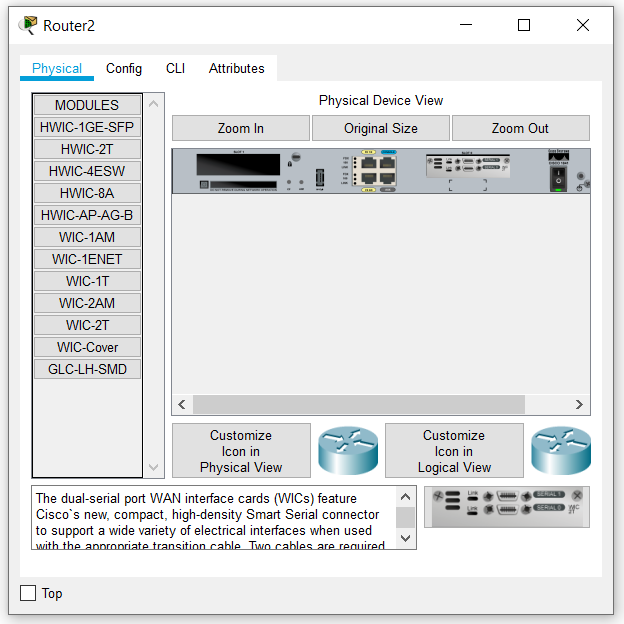 Router2
Physical
Config
CLI
Attributes
MODULES
HWIC-1GE-SFP
HWIC-2T
HWIC-4ESW
HWIC-8A
HWIC-AP-AG-B
WIC-1AM
WIC-1ENET
WIC-1T
WIC-2AM
WIC-2T
WIC-Cover
GLC-LH-SMD
Physical Device View
Zoom In
Original Size
Zoom Out
Customize
Icon in
Physical View
Customize
Icon in
Logical View
The dual-serial port WAN interface cards (WICs) feature
Cisco`s new, compact, high-density Smart Serial connector
to support a wide variety of electrical interfaces when used
with the appropriate transition cable. Two cables are required
Link
SERIAL 1
Link
SERIAL 0
WIC
2T
Top